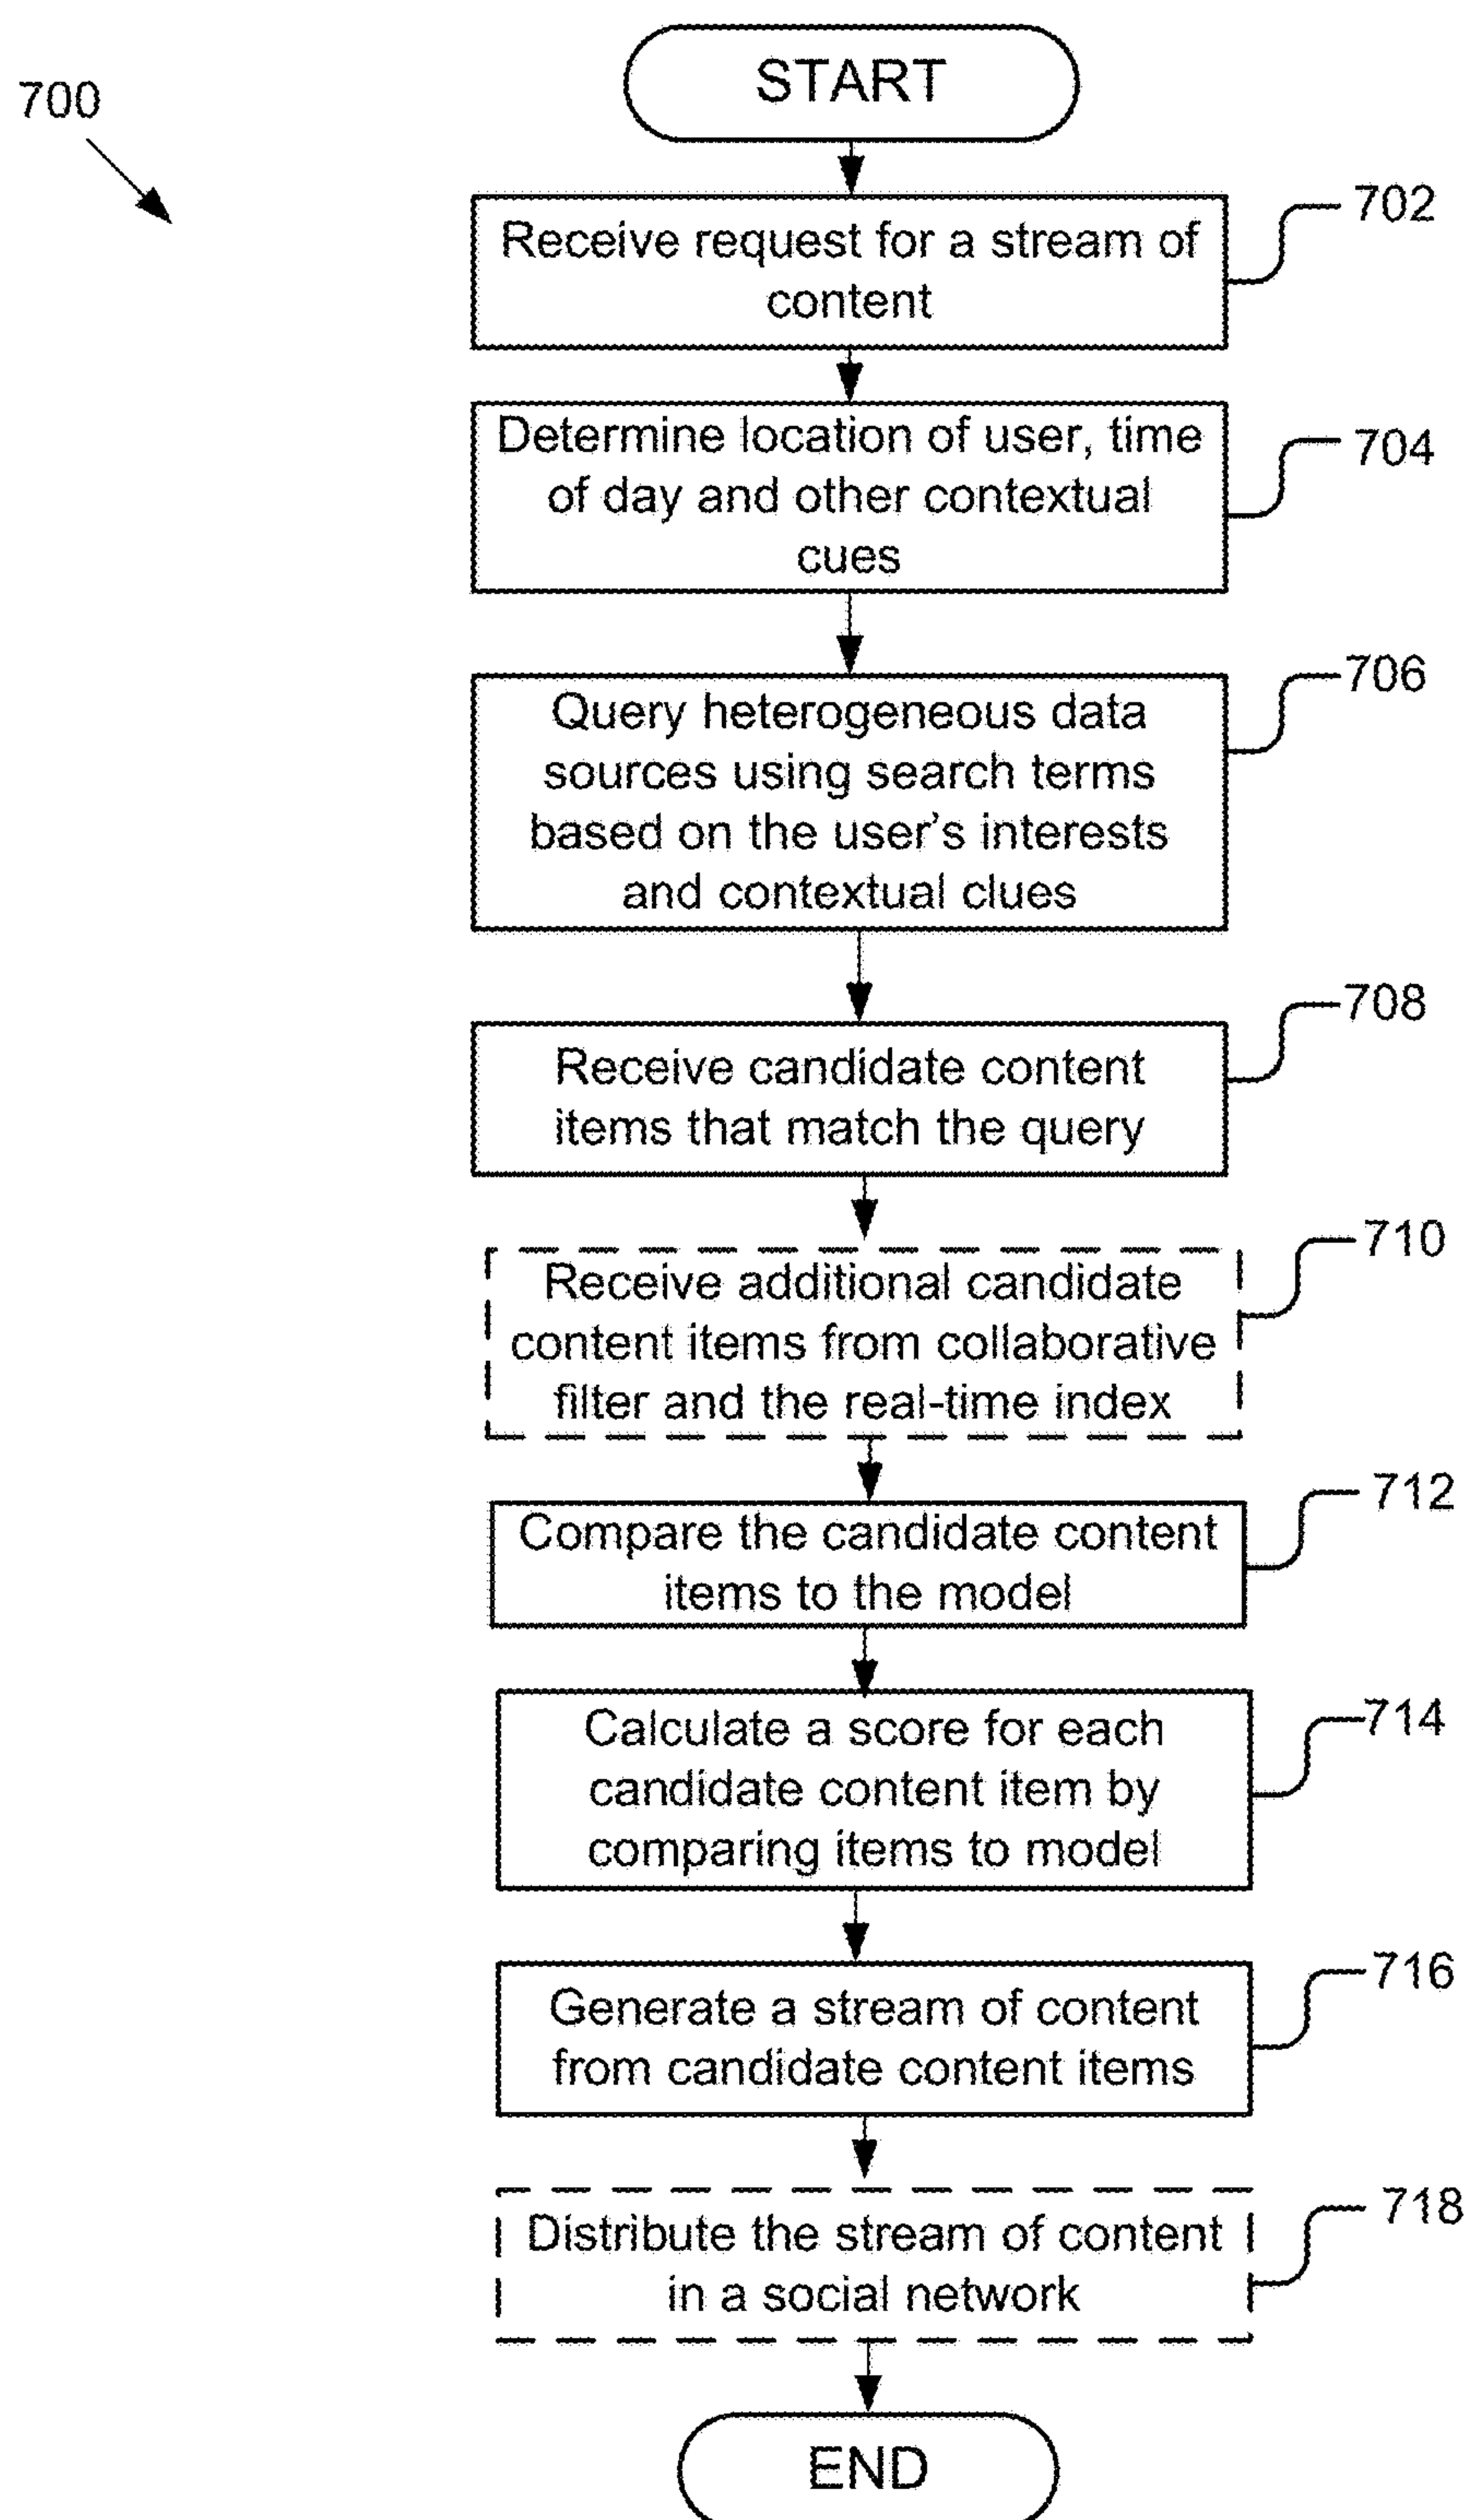 START
700
702
Receive request for a stream of
content
704
Determine location of user, time
of day and other contextual
cues
706
Query heterogeneous data
sources using search terms
based on the user's interests
and contextual clues
708
Receive candidate content
items that match the query
710
Receive additional candidate
content items from collaborative
filter and the real-time index
712
Compare the candidate content
items to the model
714
Calculate a score for each
candidate content item by
comparing items to model
716
Generate a stream of content
from candidate content items
718
Distribute the stream of content
in a social network
END